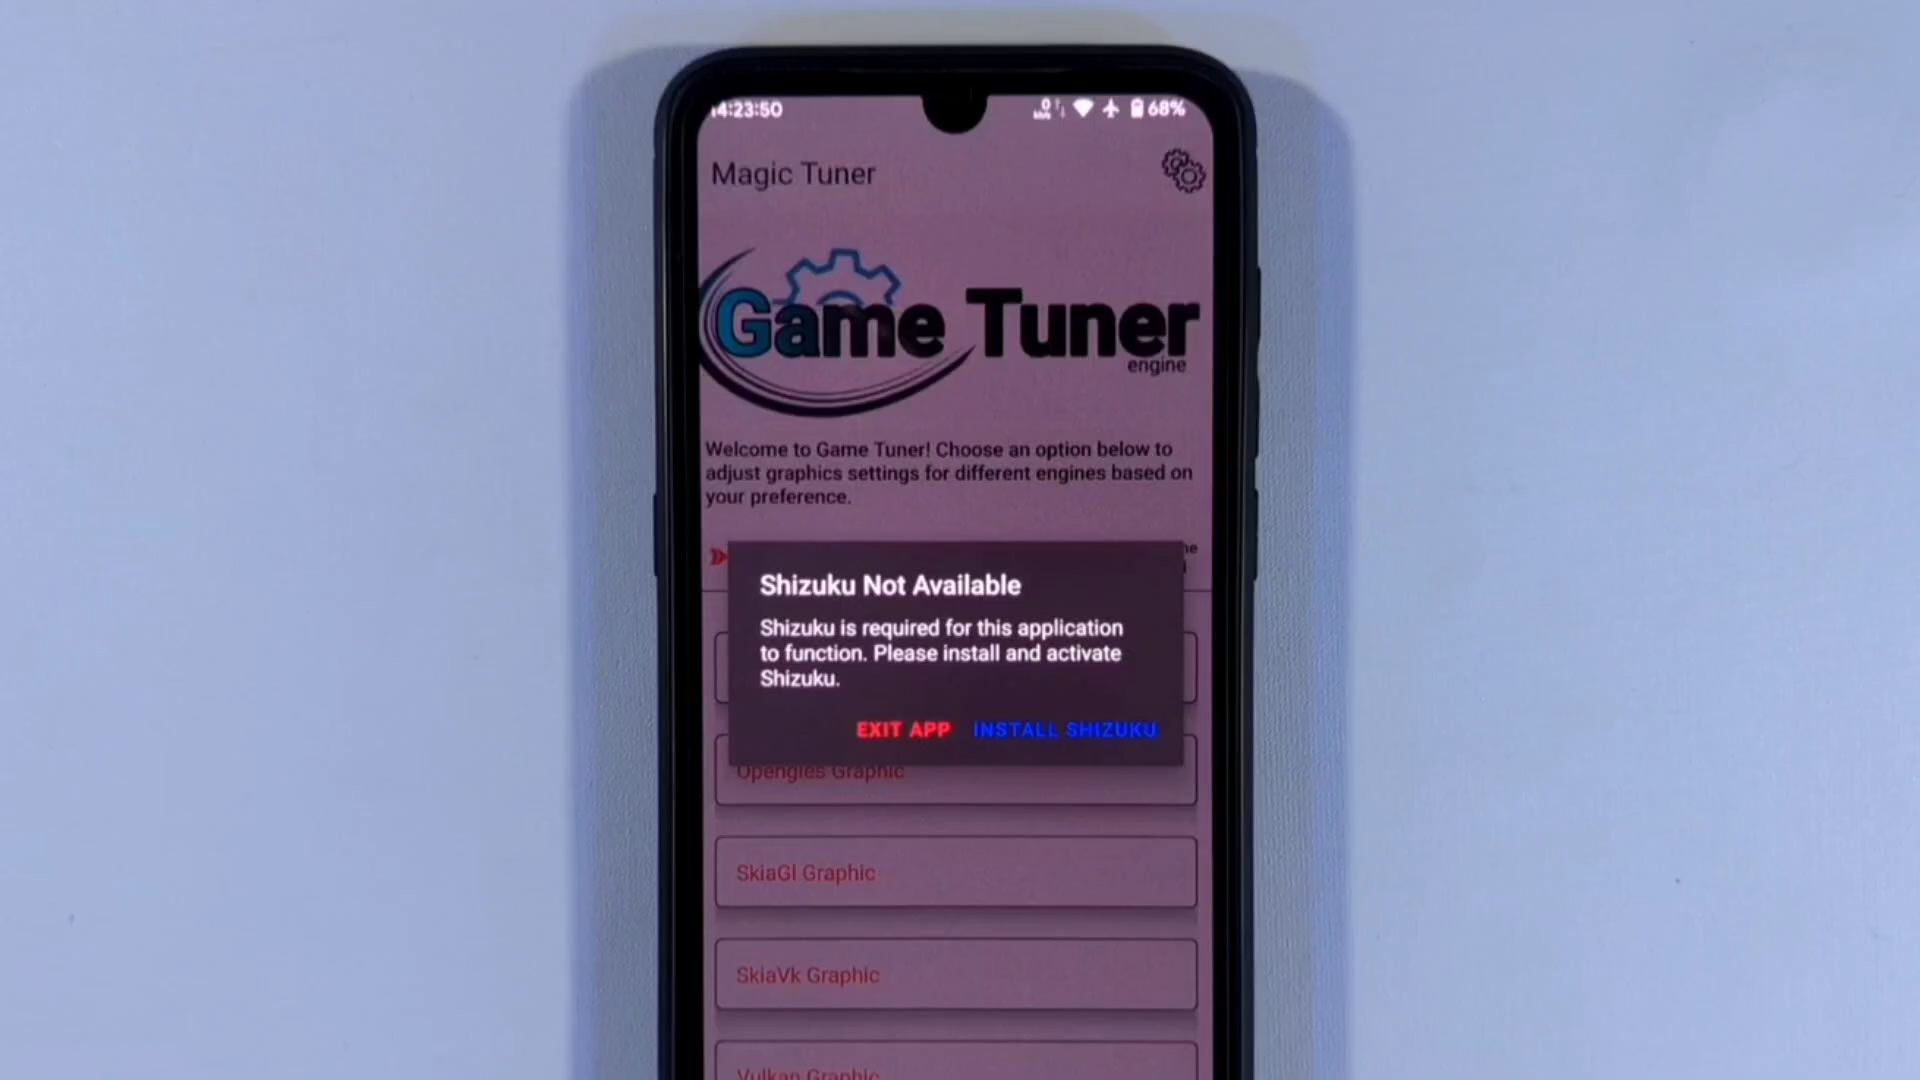 14:23:50
68%
Magic Tuner
Game Tuner
engine
Welcome to Game Tuner! Choose an option below to
adjust graphics settings for different engines based on
your preference.
Shizuku Not Available
Shizuku is required for this application
to function. Please install and activate
Shizuku.
EXIT APP INSTALL SHIZUKU
Opengles Graphic
SkiaGl Graphic
SkiaVk Graphic
Vulkan Graphic